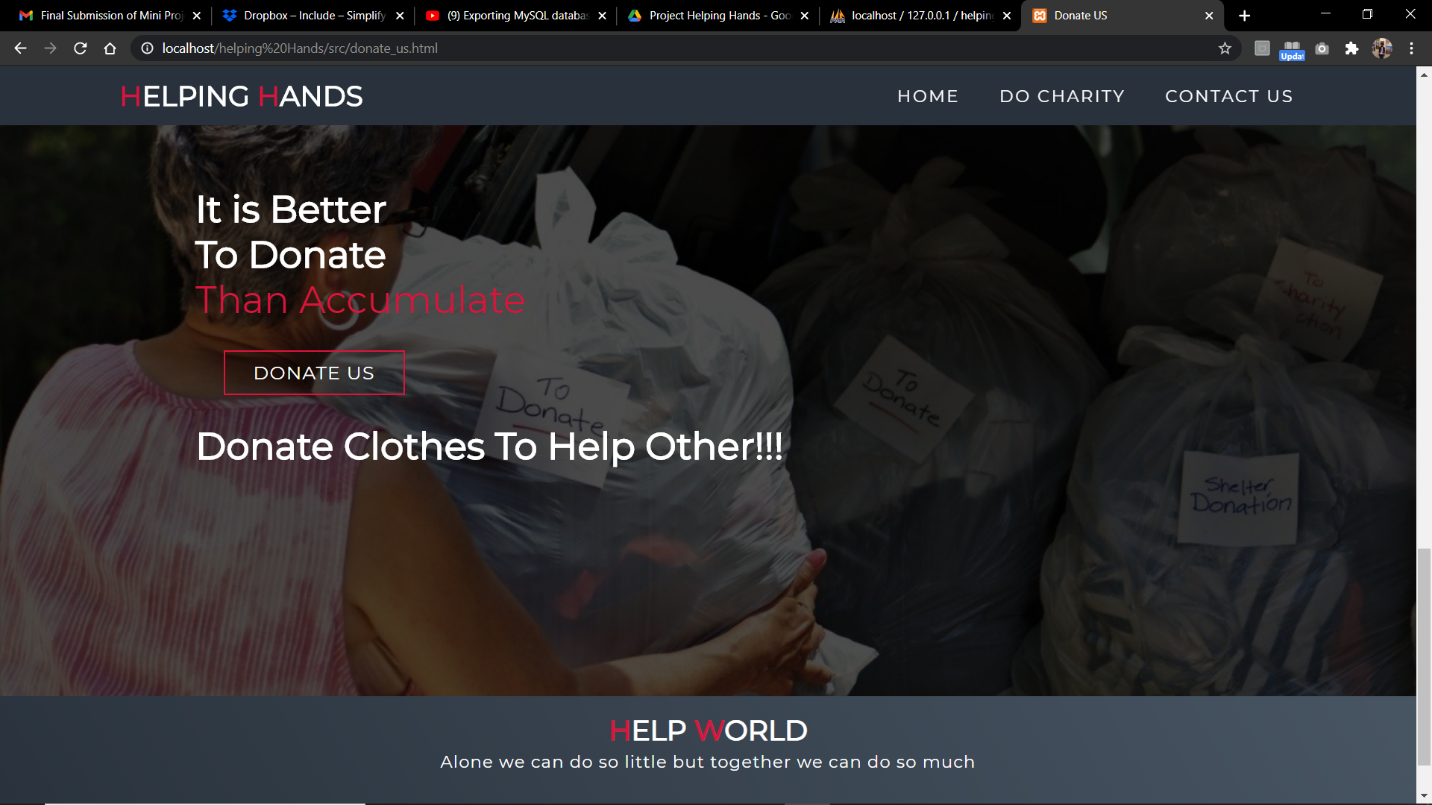 Final Submission of Mini Proj
Dropbox – Include – Simplify
(9) Exporting MySQL databas
Project Helping Hands - Goo
localhost / 127.0.0.1 / helpin
Donate US
localhost/helping%20Hands/src/donate_us.html
Updat
HELPING HANDS
HOME
DO CHARITY
CONTACT US
It is Better
To Donate
Than Accumulate
DONATE US
Donate Clothes To Help Other!!!
To
Donate
To
Donate
To
charity
Shelter
Donation
HELP WORLD
Alone we can do so little but together we can do so much